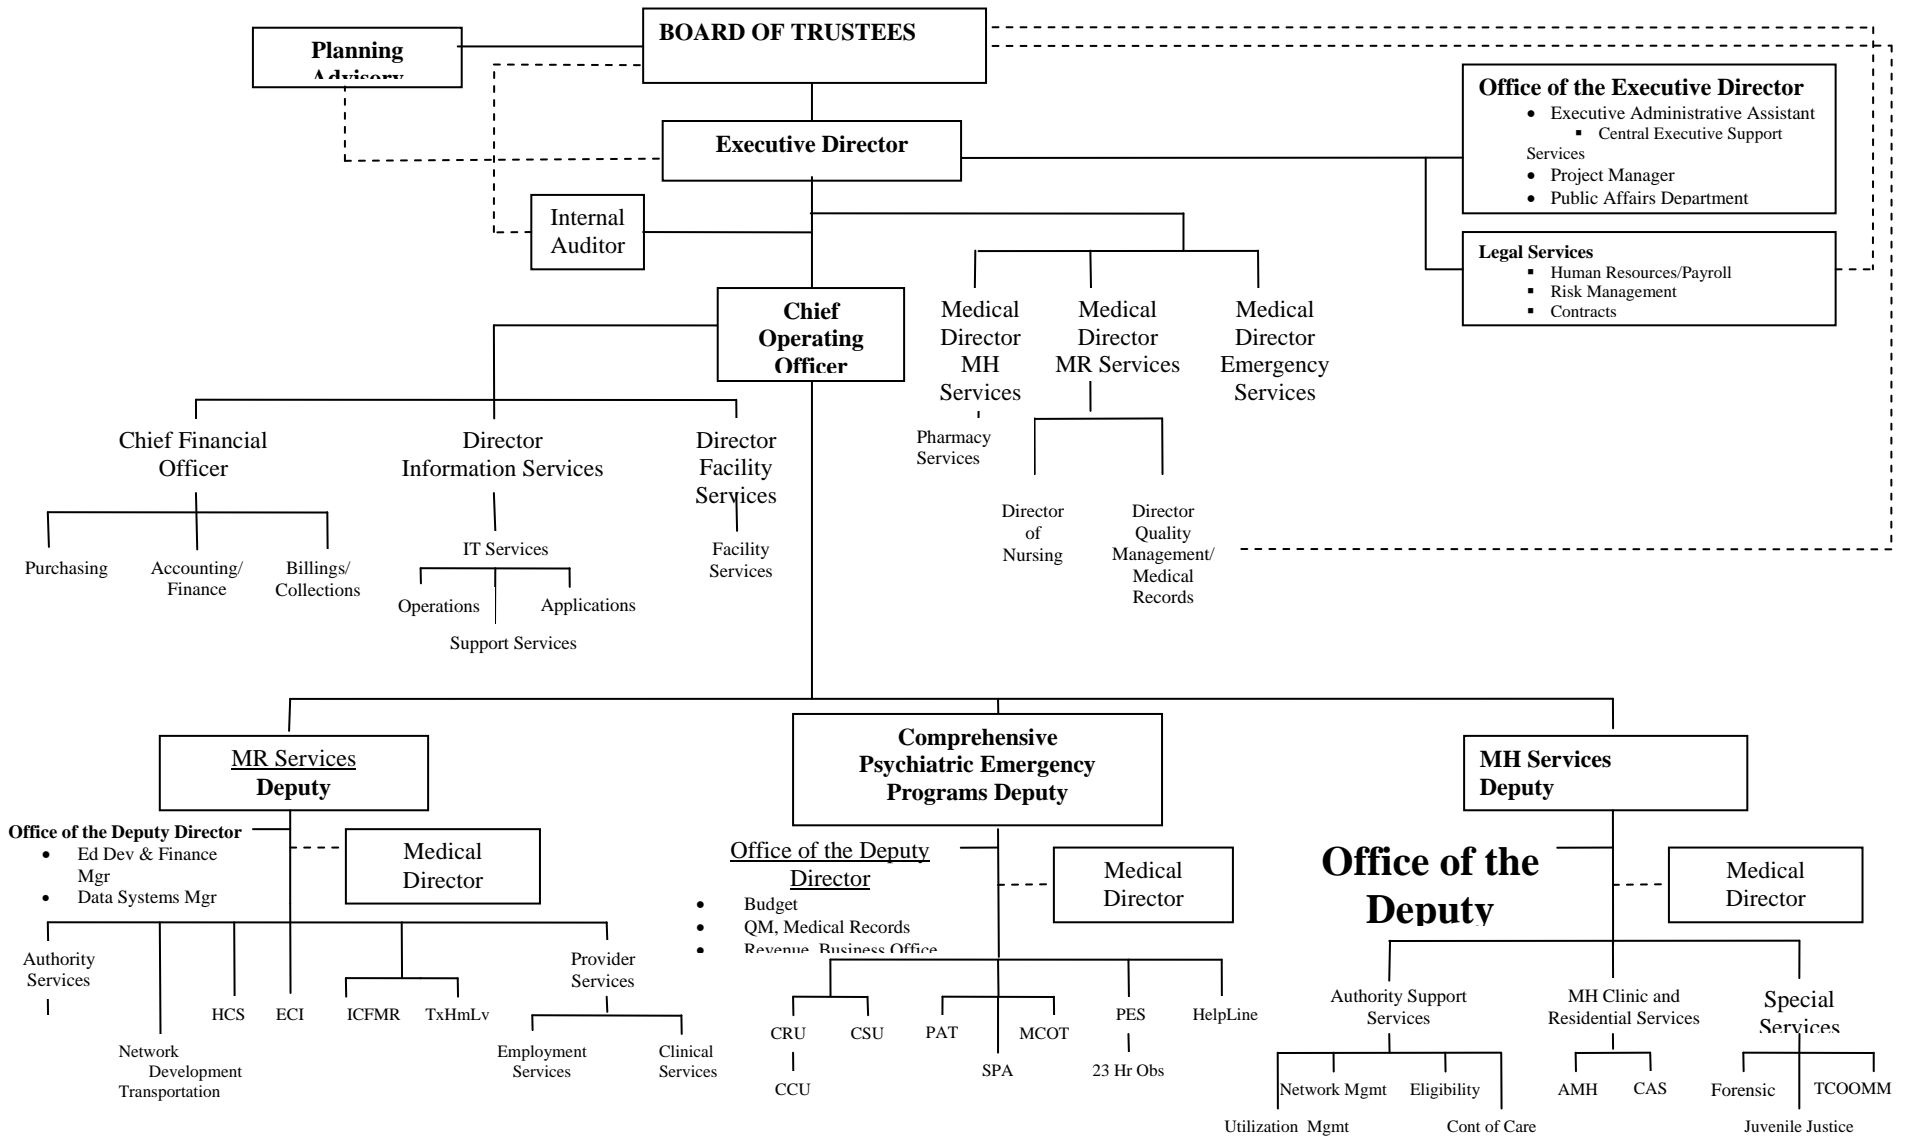 BOARD OF TRUSTEES
Planning
Advisory
Office of the Executive Director
• Executive Administrative Assistant
▪ Central Executive Support
Services
• Project Manager
• Public Affairs Department
Executive Director
Internal
Auditor
Legal Services
▪ Human Resources/Payroll
▪ Risk Management
▪ Contracts
Chief
Operating
Officer
Medical
Director
MH
Services
Medical
Director
MR Services
Medical
Director
Emergency
Services
Pharmacy
Services
Director
of
Nursing
Director
Quality
Management/
Medical
Records
Chief Financial
Officer
Director
Information Services
Director
Facility
Services
Purchasing
Accounting/
Finance
Billings/
Collections
IT Services
Operations
Applications
Support Services
Facility
Services
MR Services
Deputy
Office of the Deputy Director
• Ed Dev & Finance
Mgr
• Data Systems Mgr
Medical
Director
Authority
Services
Network
Development
Transportation
HCS
ECI
ICFMR
TxHmLv
Provider
Services
Employment
Services
Clinical
Services
Comprehensive
Psychiatric Emergency
Programs Deputy
Office of the Deputy
Director
• Budget
• QM, Medical Records
• Revenue, Business Office
Medical
Director
CRU
CSU
CCU
PAT
MCOT
SPA
PES
23 Hr Obs
HelpLine
MH Services
Deputy
Office of the
Deputy
Medical
Director
Authority Support
Services
MH Clinic and
Residential Services
Special
Services
Network Mgmt
Eligibility
Utilization Mgmt
Cont of Care
AMH
CAS
Forensic
TCOOMM
Juvenile Justice